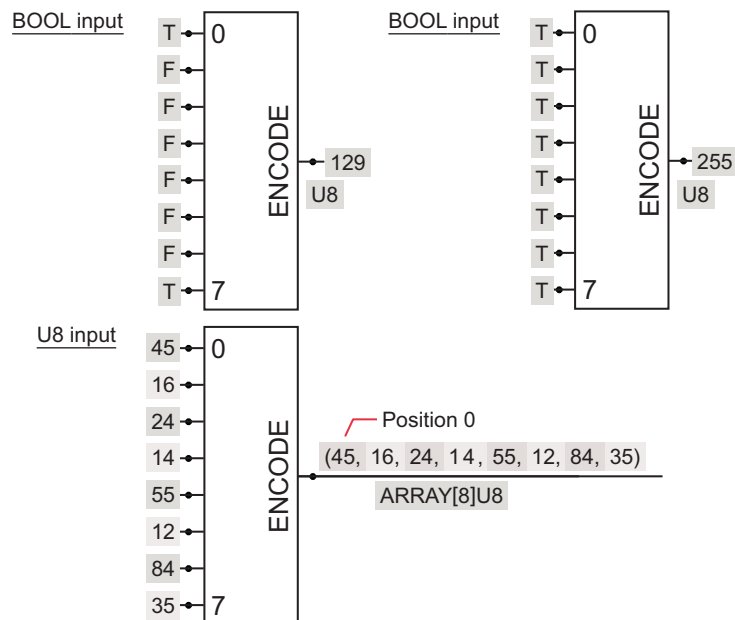 BOOL input
T 0
F
F
F
F
F
F
T 7
ENCODE
129
U8
BOOL input
T 0
T
T
T
T
T
T
T 7
ENCODE
255
U8
U8 input
45 0
16
24
14
55
12
84
35 7
ENCODE
Position 0
(45, 16, 24, 14, 55, 12, 84, 35)
ARRAY[8]U8